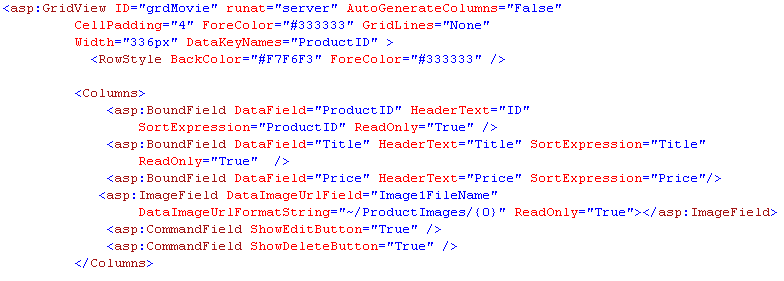 <asp:GridView ID="grdMovie" runat="server" AutoGenerateColumns="False"
CellPadding="4" ForeColor="#333333" GridLines="None"
Width="336px" DataKeyNames="ProductID" >
<RowStyle BackColor="#F7F6F3" ForeColor="#333333" />
<Columns>
<asp:BoundField DataField="ProductID" HeaderText="ID"
SortExpression="ProductID" ReadOnly="True" />
<asp:BoundField DataField="Title" HeaderText="Title" SortExpression="Title"
ReadOnly="True"  />
<asp:BoundField DataField="Price" HeaderText="Price" SortExpression="Price"/>
<asp:ImageField DataImageUrlField="Image1FileName"
DataImageUrlFormatString="~/ProductImages/{0}" ReadOnly="True"></asp:ImageField>
<asp:CommandField ShowEditButton="True" />
<asp:CommandField ShowDeleteButton="True" />
</Columns>